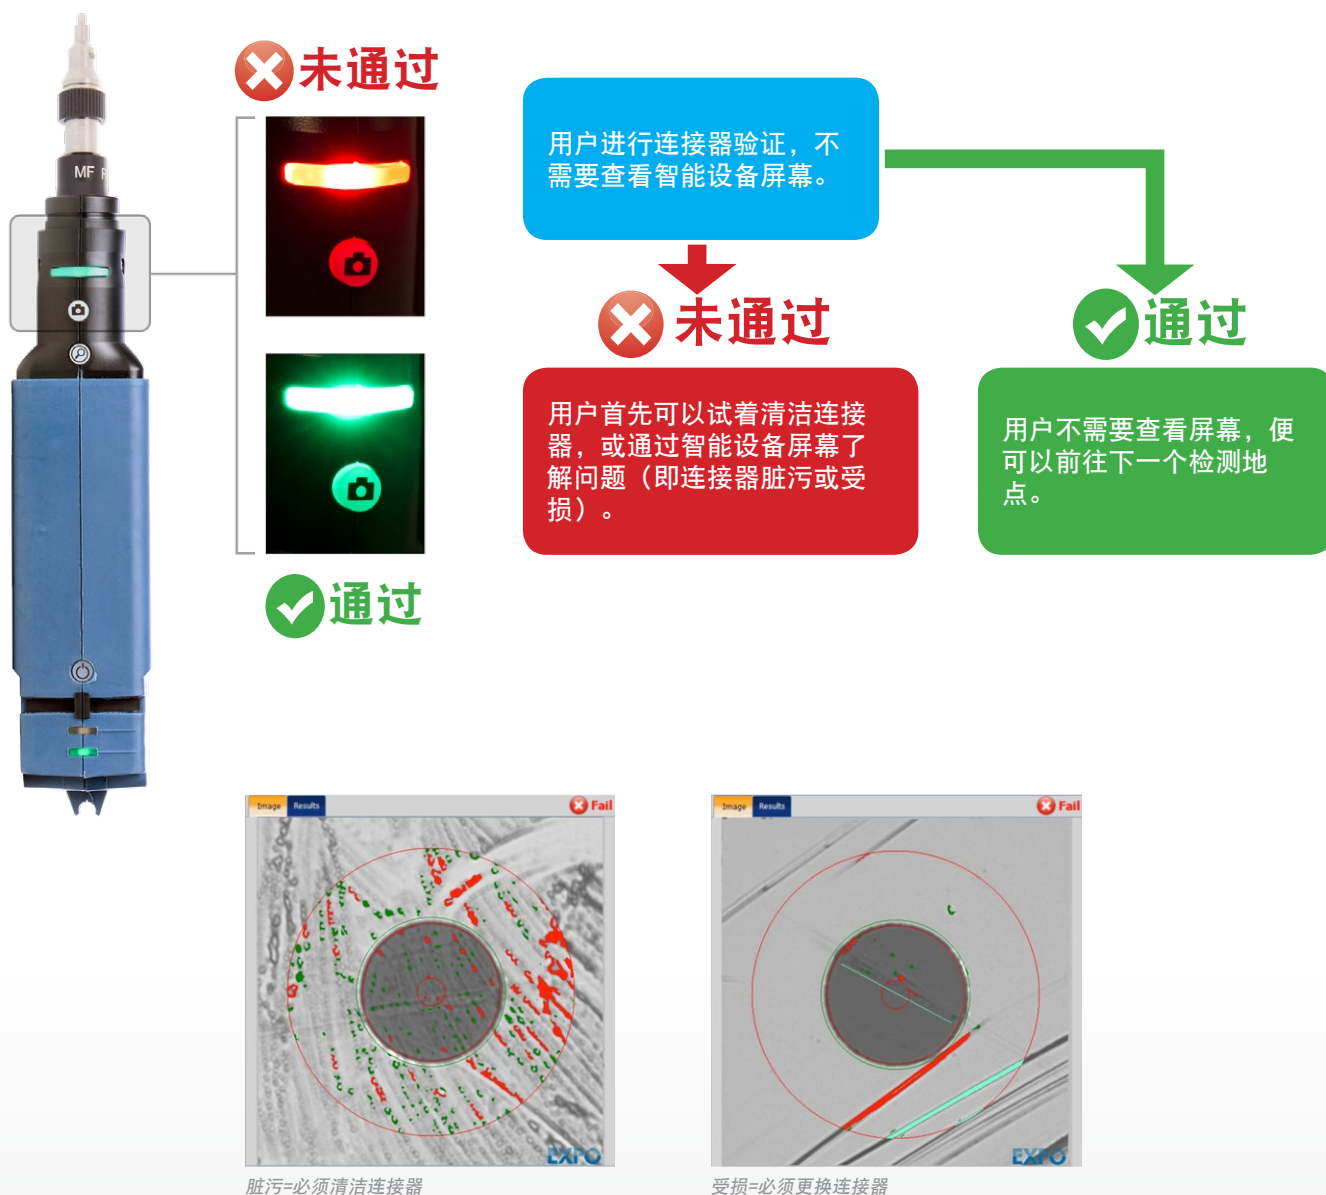 未通过
MF
通过
用户进行连接器验证，不
需要查看智能设备屏幕。
未通过
通过
用户首先可以试着清洁连接
器，或通过智能设备屏幕了
解问题（即连接器脏污或受
损）。
用户不需要查看屏幕，便
可以前往下一个检测地
点。
Image
Results
Fail
EXFO
脏污=必须清洁连接器
Image
Results
Fail
EXFO
受损=必须更换连接器